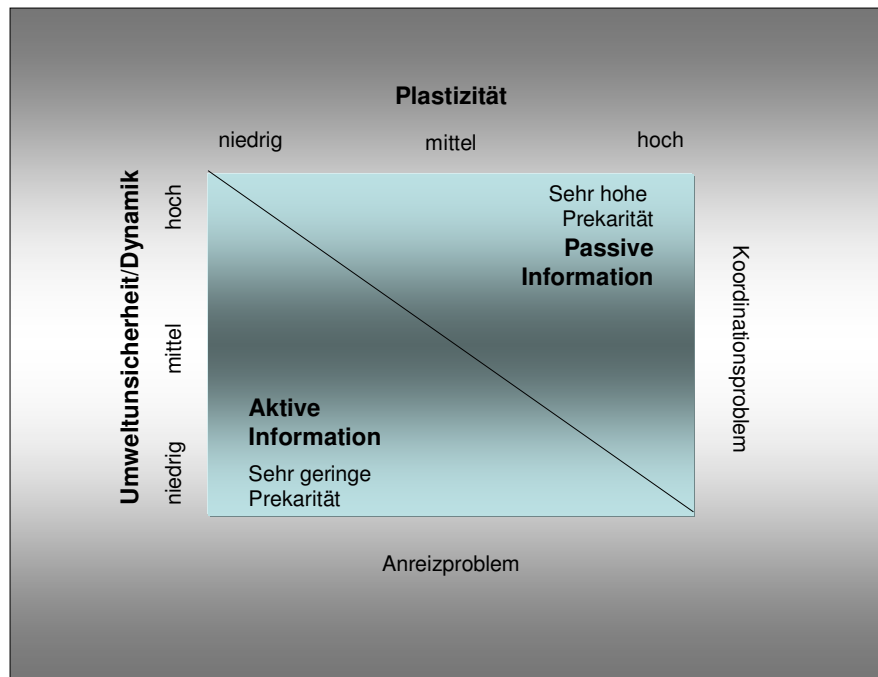 Plastizität
niedrig
mittel
hoch
Umweltunsicherheit/Dynamik
hoch
mittel
niedrig
Sehr hohe
Prekarität
Passive
Information
Koordinationsproblem
Aktive
Information
Sehr geringe
Prekarität
Anreizproblem